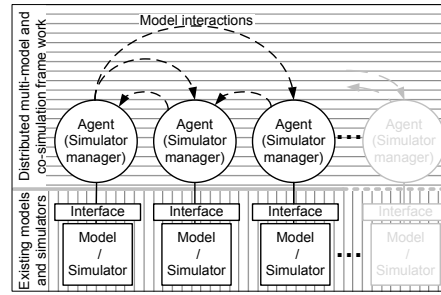 Model interactions
Distributed multi-model and
co-simulation frame work
Agent
(Simulator
manager)
Agent
(Simulator
manager)
Agent
(Simulator
manager)
Agent
(Simulator
manager)
Existing models
and simulators
Interface
Interface
Interface
Interface
Model
/
Simulator
Model
/
Simulator
Model
/
Simulator
Model
/
Simulator